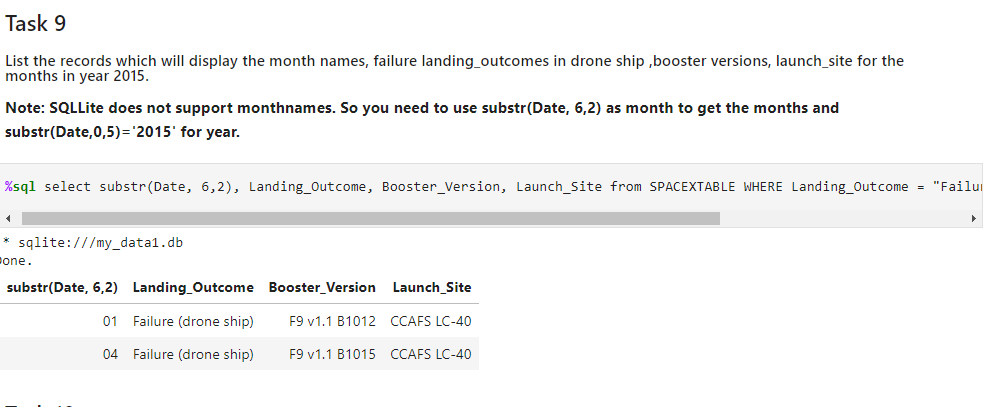 Task 9
List the records which will display the month names, failure landing_outcomes in drone ship ,booster versions, launch_site for the
months in year 2015.
Note: SQLLite does not support monthnames. So you need to use substr(Date, 6,2) as month to get the months and
substr(Date,0,5)='2015' for year.
%sql select substr(Date, 6,2), Landing_Outcome, Booster_Version, Launch_Site from SPACEXTABLE WHERE Landing_Outcome = "Failu
* sqlite:///my_data1.db
one.
substr(Date, 6,2) Landing_Outcome Booster_Version Launch_Site
01 Failure (drone ship) F9 v1.1 B1012 CCAFS LC-40
04 Failure (drone ship) F9 v1.1 B1015 CCAFS LC-40